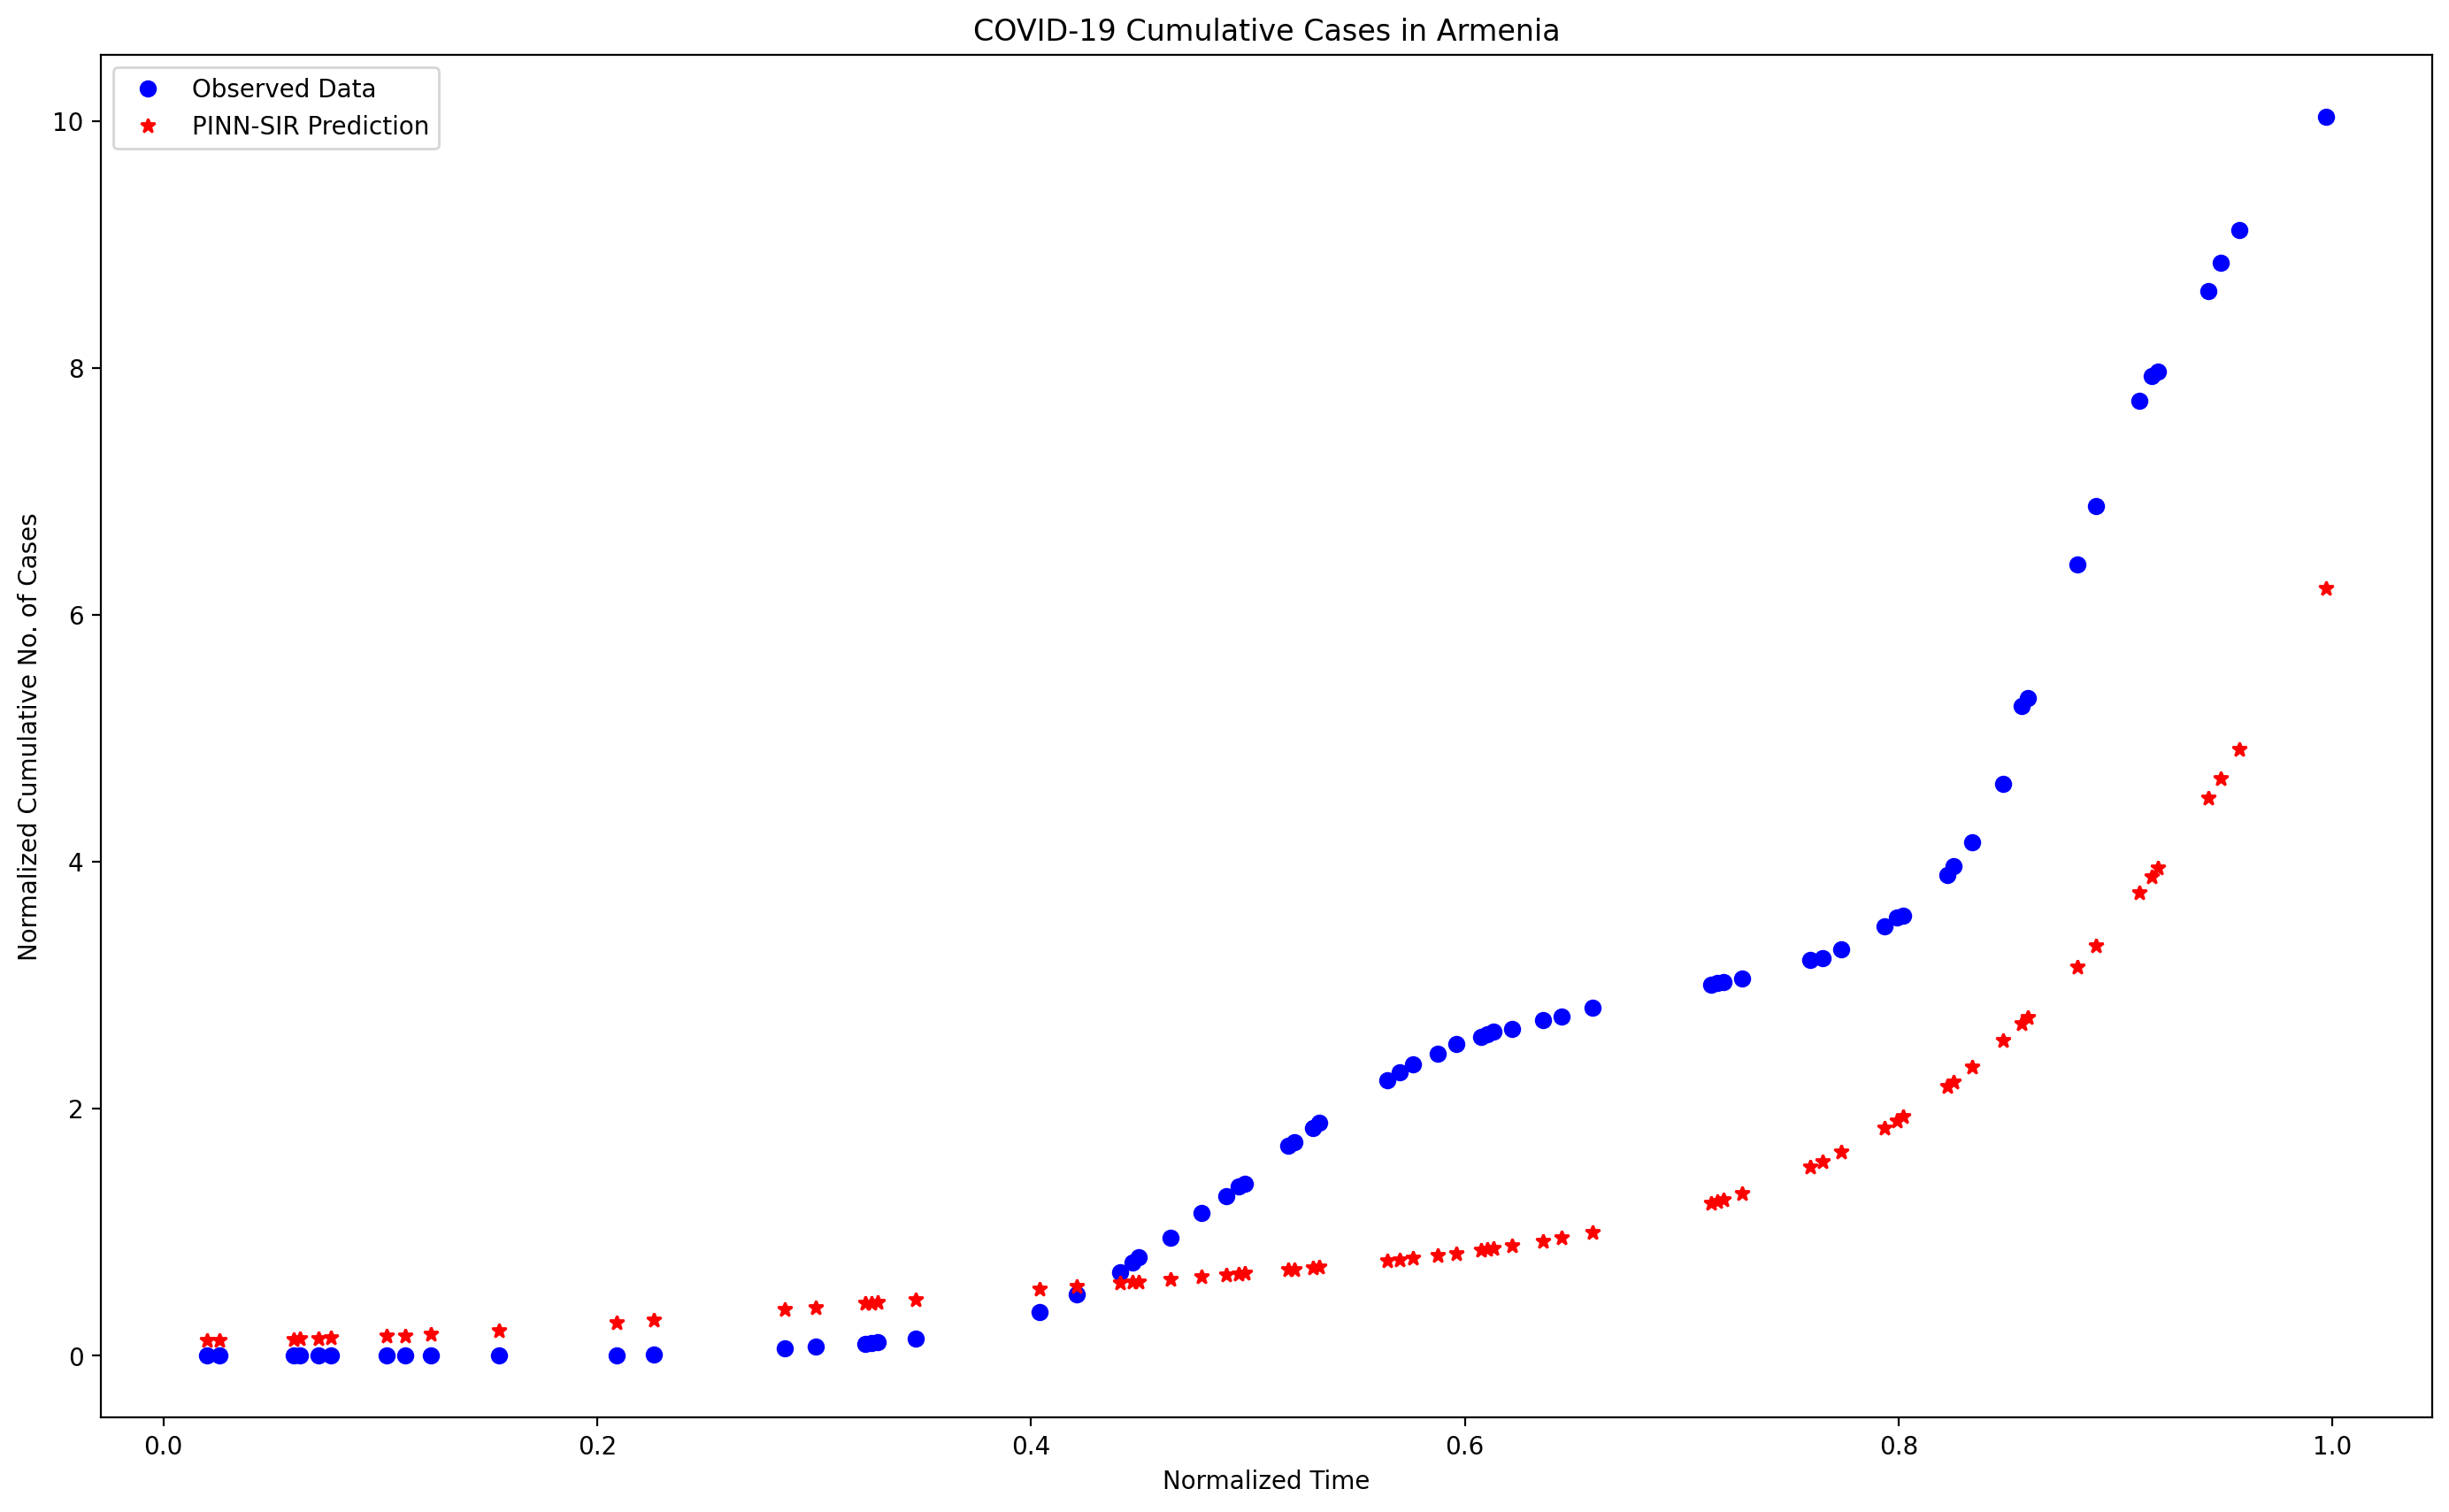 COVID-19 Cumulative Cases in Armenia
Observed Data
PINN-SIR Prediction
Normalized Cumulative No. of Cases
10
8
6
4
2
0
0.0 0.2 0.4 0.6 0.8 1.0
Normalized Time